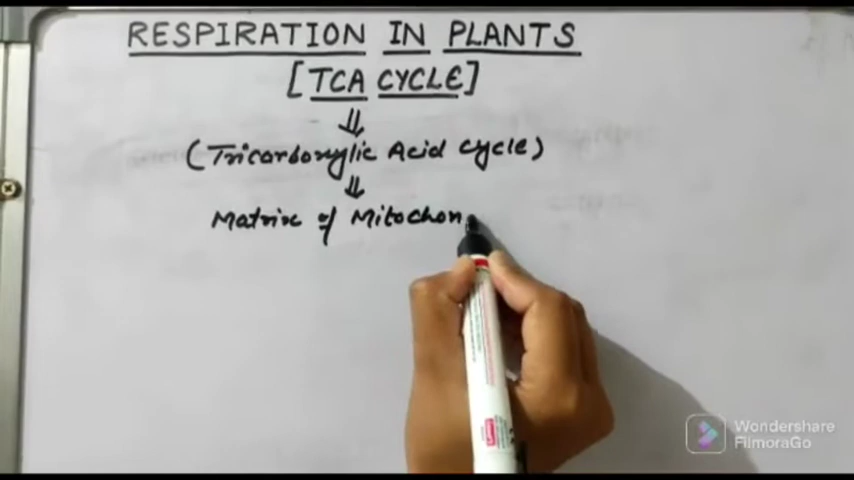 RESPIRATION IN PLANTS
[TCA CYCLE]
⇓
(Tricarboxylic Acid cycle)
⇓
Matrix of Mitochon
Wondershare
FilmoraGo